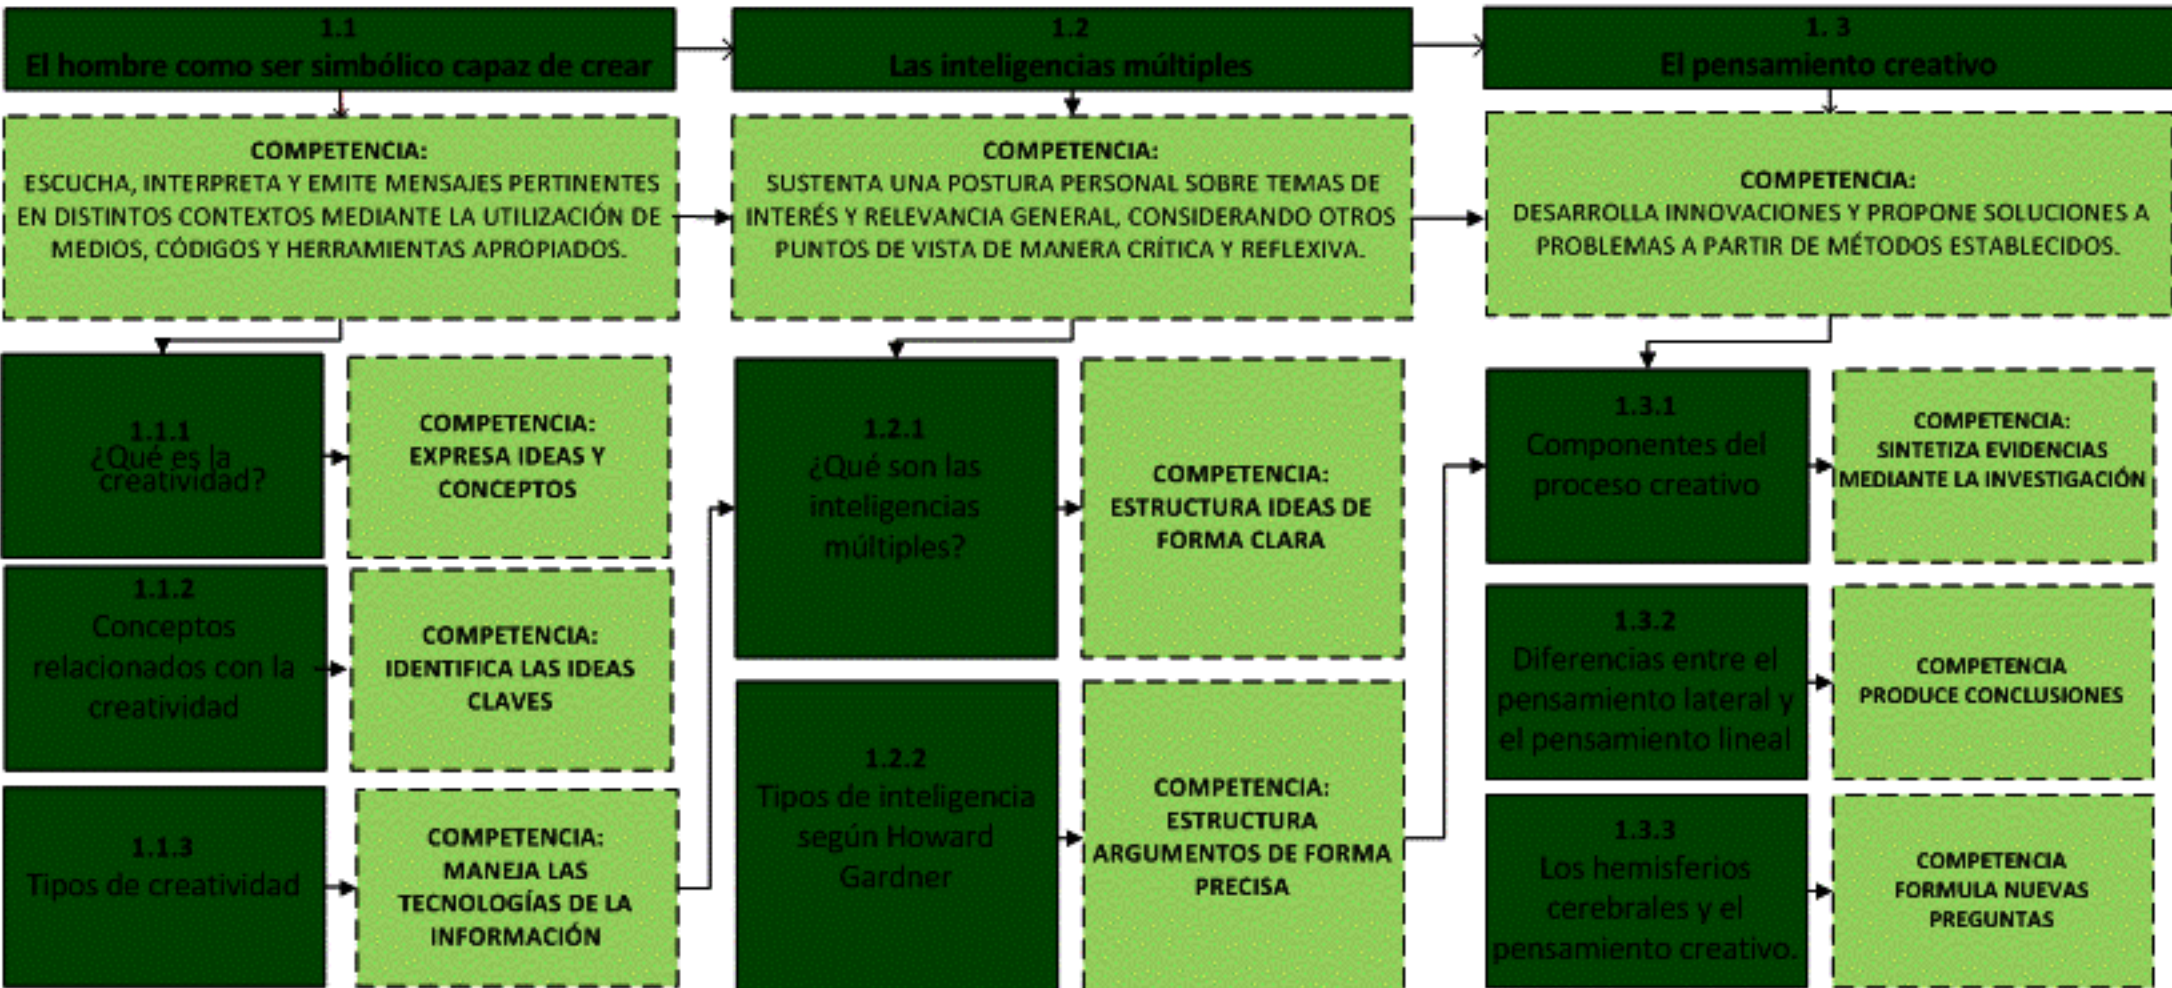 1.1
El hombre como ser simbólico capaz de crear
1.2
Las inteligencias múltiples
1. 3
El pensamiento creativo
COMPETENCIA:
ESCUCHA, INTERPRETA Y EMITE MENSAJES PERTINENTES
EN DISTINTOS CONTEXTOS MEDIANTE LA UTILIZACIÓN DE
MEDIOS, CÓDIGOS Y HERRAMIENTAS APROPIADOS.
COMPETENCIA:
SUSTENTA UNA POSTURA PERSONAL SOBRE TEMAS DE
INTERÉS Y RELEVANCIA GENERAL, CONSIDERANDO OTROS
PUNTOS DE VISTA DE MANERA CRÍTICA Y REFLEXIVA.
COMPETENCIA:
DESARROLLA INNOVACIONES Y PROPONE SOLUCIONES A
PROBLEMAS A PARTIR DE MÉTODOS ESTABLECIDOS.
1.1.1
¿Qué es la
creatividad?
COMPETENCIA:
EXPRESA IDEAS Y
CONCEPTOS
1.1.2
Conceptos
relacionados con la
creatividad
COMPETENCIA:
IDENTIFICA LAS IDEAS
CLAVES
1.1.3
Tipos de creatividad
COMPETENCIA:
MANEJA LAS
TECNOLOGÍAS DE LA
INFORMACIÓN
1.2.1
¿Qué son las
inteligencias
múltiples?
COMPETENCIA:
ESTRUCTURA IDEAS DE
FORMA CLARA
1.2.2
Tipos de inteligencia
según Howard
Gardner
COMPETENCIA:
ESTRUCTURA
ARGUMENTOS DE FORMA
PRECISA
1.3.1
Componentes del
proceso creativo
COMPETENCIA:
SINTETIZA EVIDENCIAS
MEDIANTE LA INVESTIGACIÓN
1.3.2
Diferencias entre el
pensamiento lateral y
el pensamiento lineal
COMPETENCIA
PRODUCE CONCLUSIONES
1.3.3
Los hemisferios
cerebrales y el
pensamiento creativo.
COMPETENCIA
FORMULA NUEVAS
PREGUNTAS